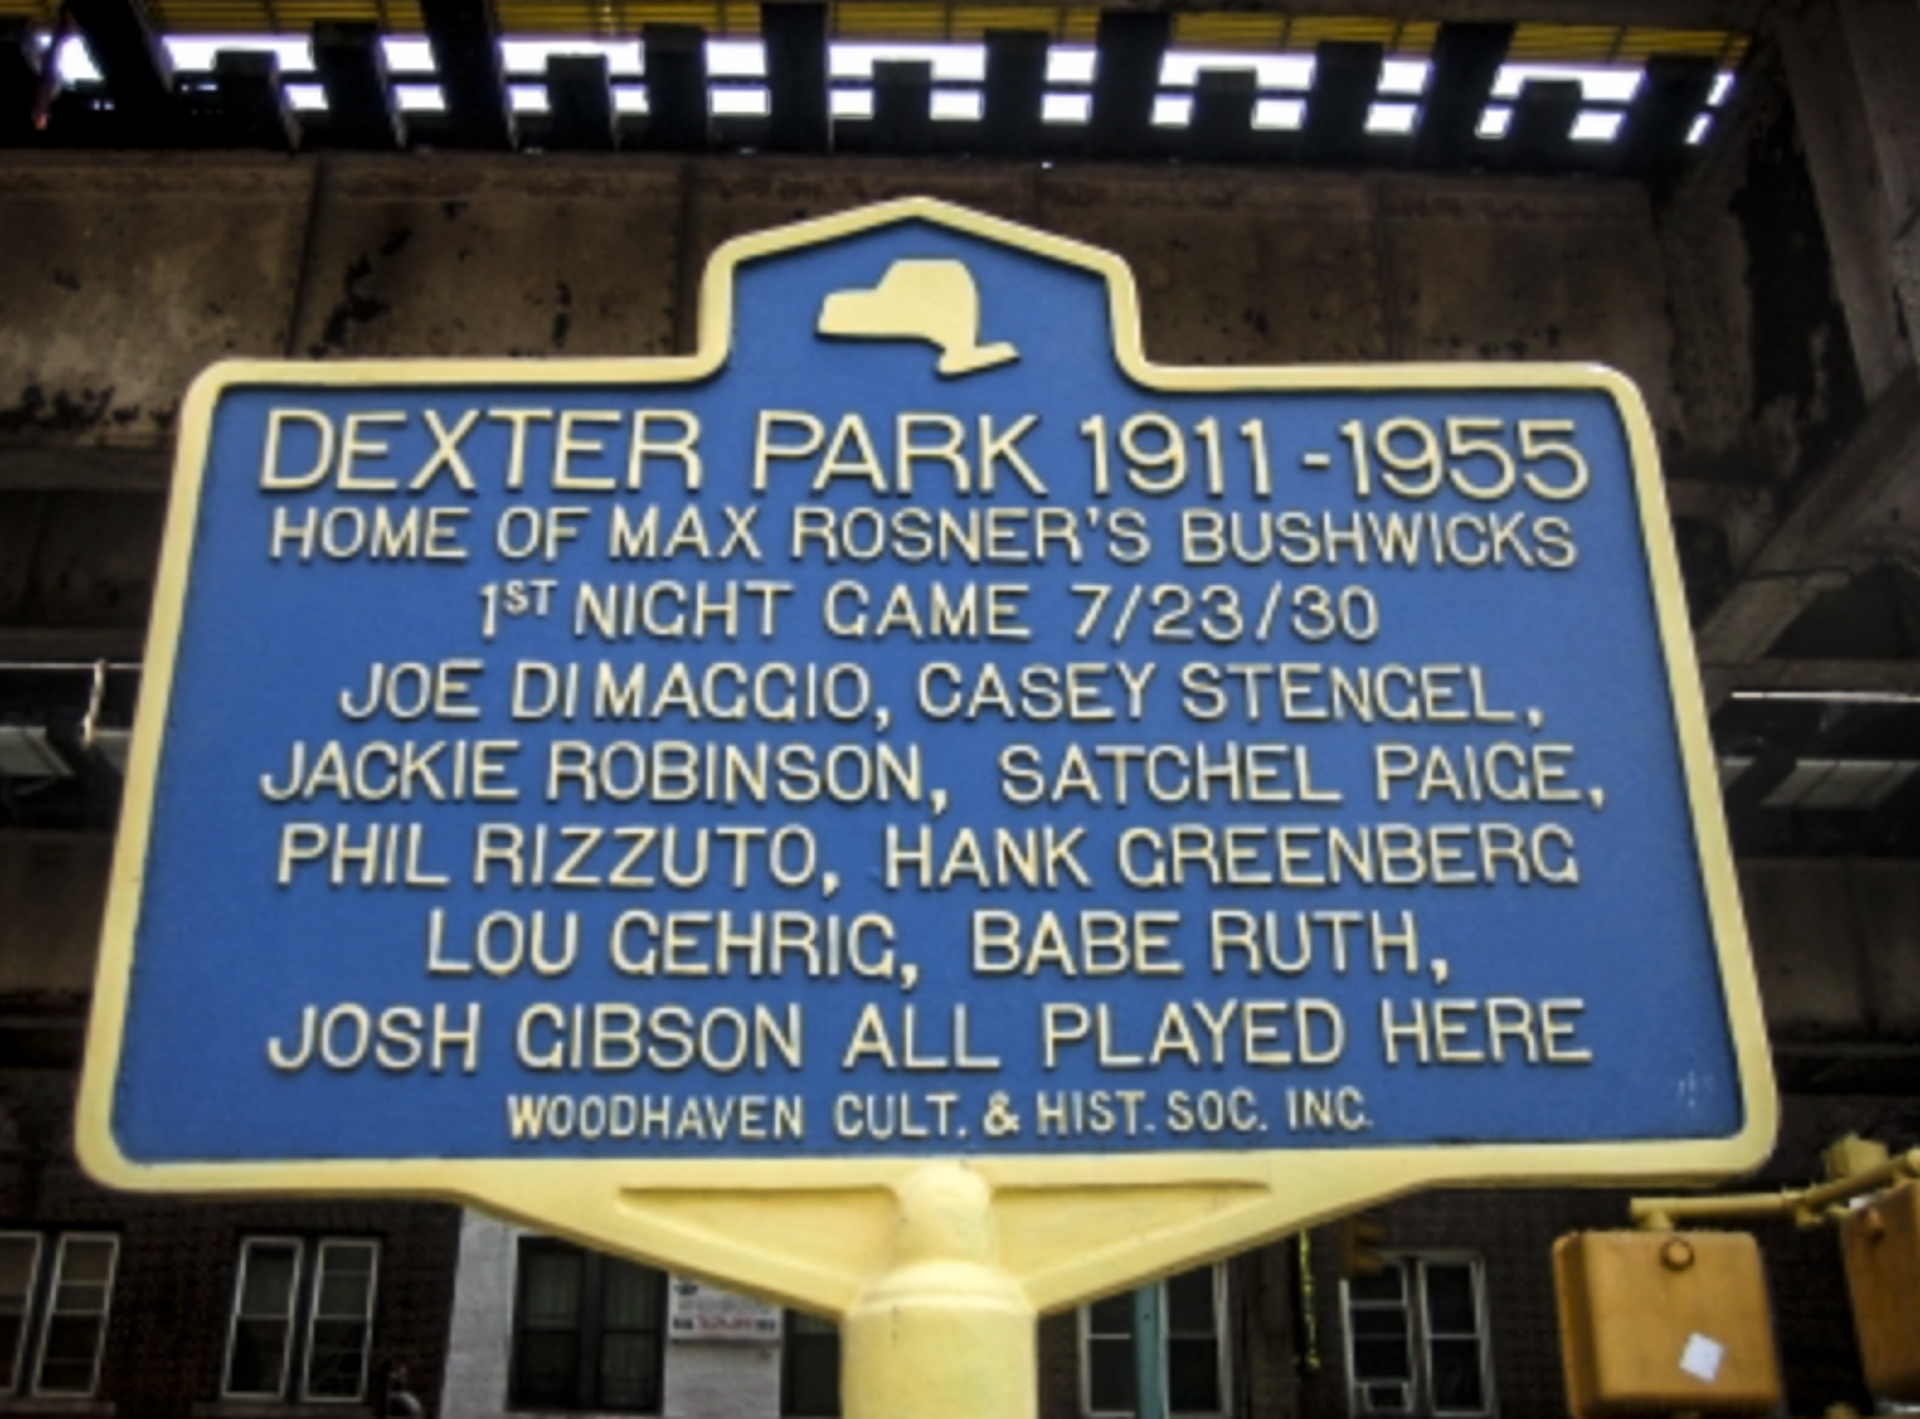 DEXTER PARK 1911-1955
HOME OF MAX ROSNER'S BUSHWICKS
1ST NIGHT GAME 7/23/30
JOE DIMAGGIO, CASEY STENGEL,
JACKIE ROBINSON, SATCHEL PAIGE,
PHIL RIZZUTO, HANK GREENBERG
LOU GEHRIG, BABE RUTH,
JOSH GIBSON ALL PLAYED HERE
WOODHAVEN CULT. & HIST. SOC. INC.